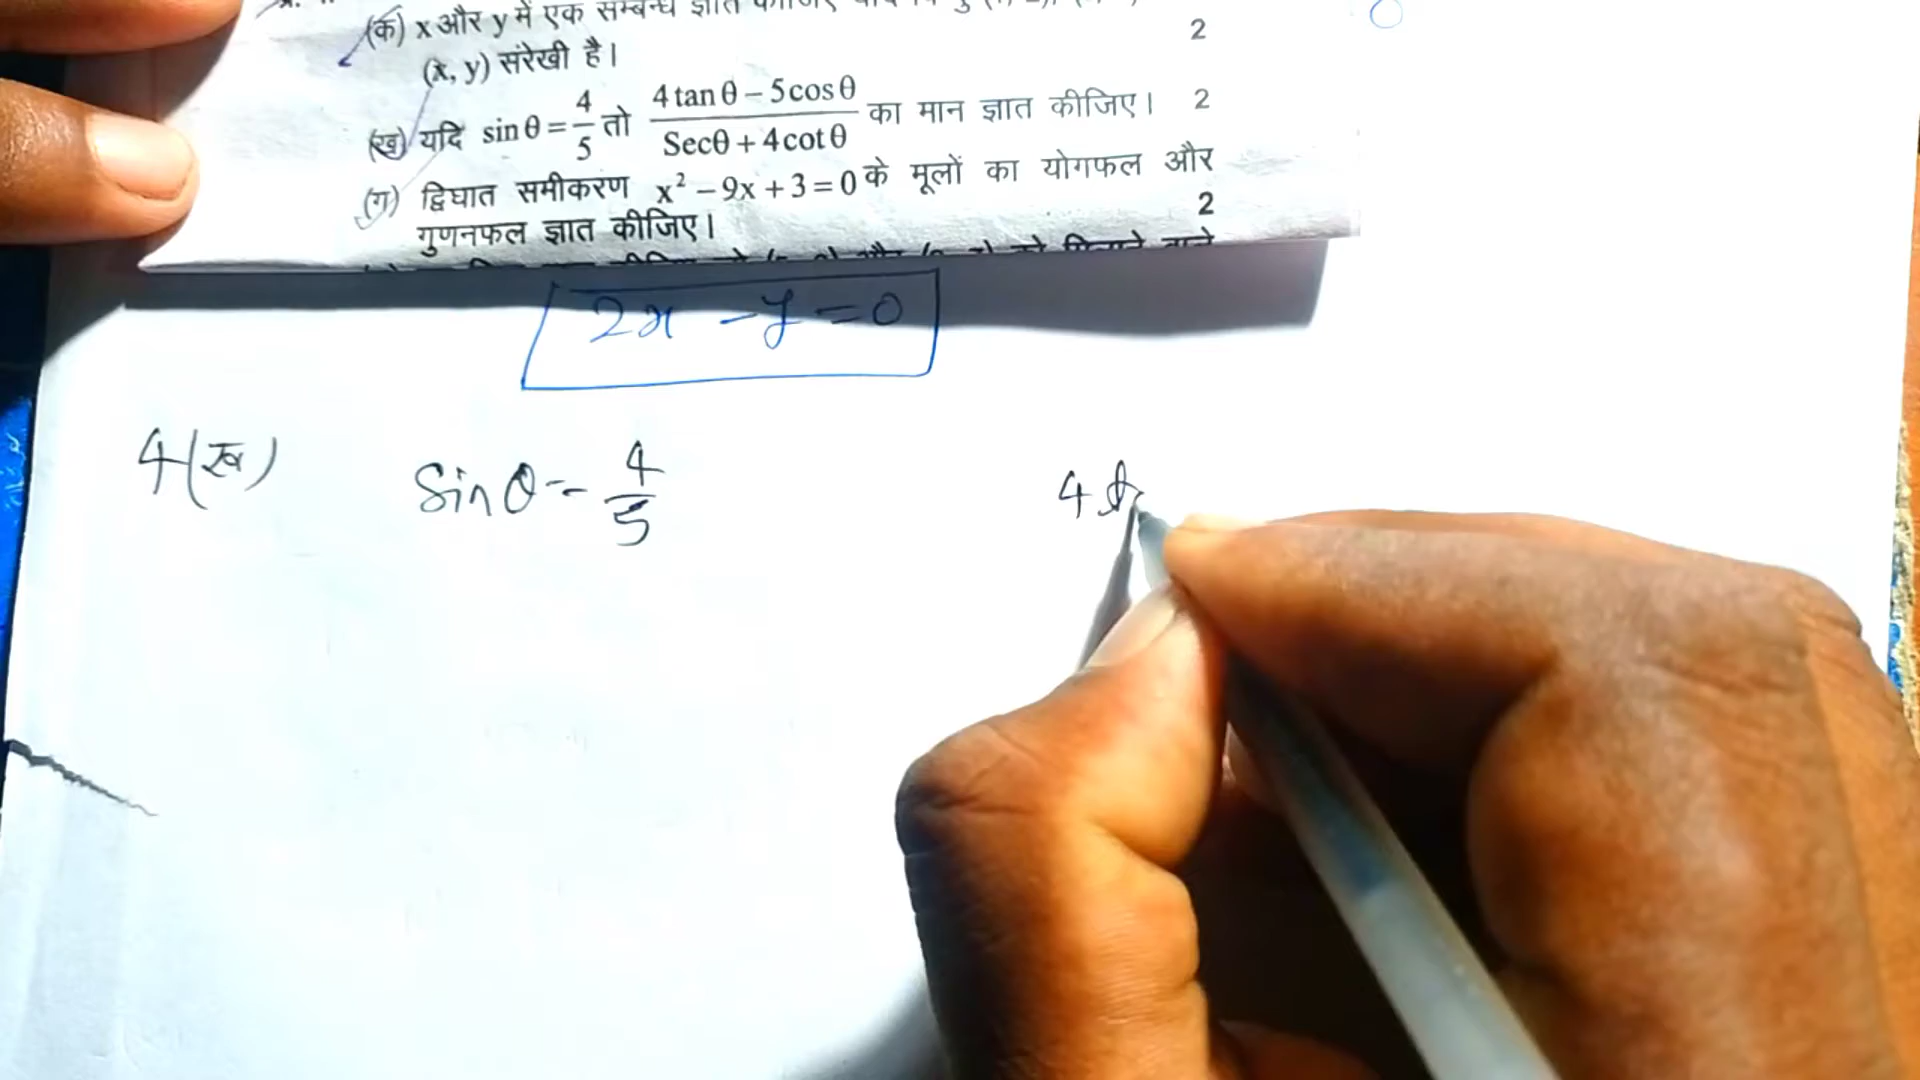 (क) x और y में एक सम्बन्ध ज्ञात कीजिए
2
(x, y) संरेखी है।
(ख) यदि sin θ = 4/5 तो (4 tan θ − 5 cos θ)/(Secθ + 4 cot θ) का मान ज्ञात कीजिए। 2
(ग) द्विघात समीकरण x² − 9x + 3 = 0 के मूलों का योगफल और
गुणनफल ज्ञात कीजिए। 2
2x − y = 0
4(ख) Sin θ = 4/5 4